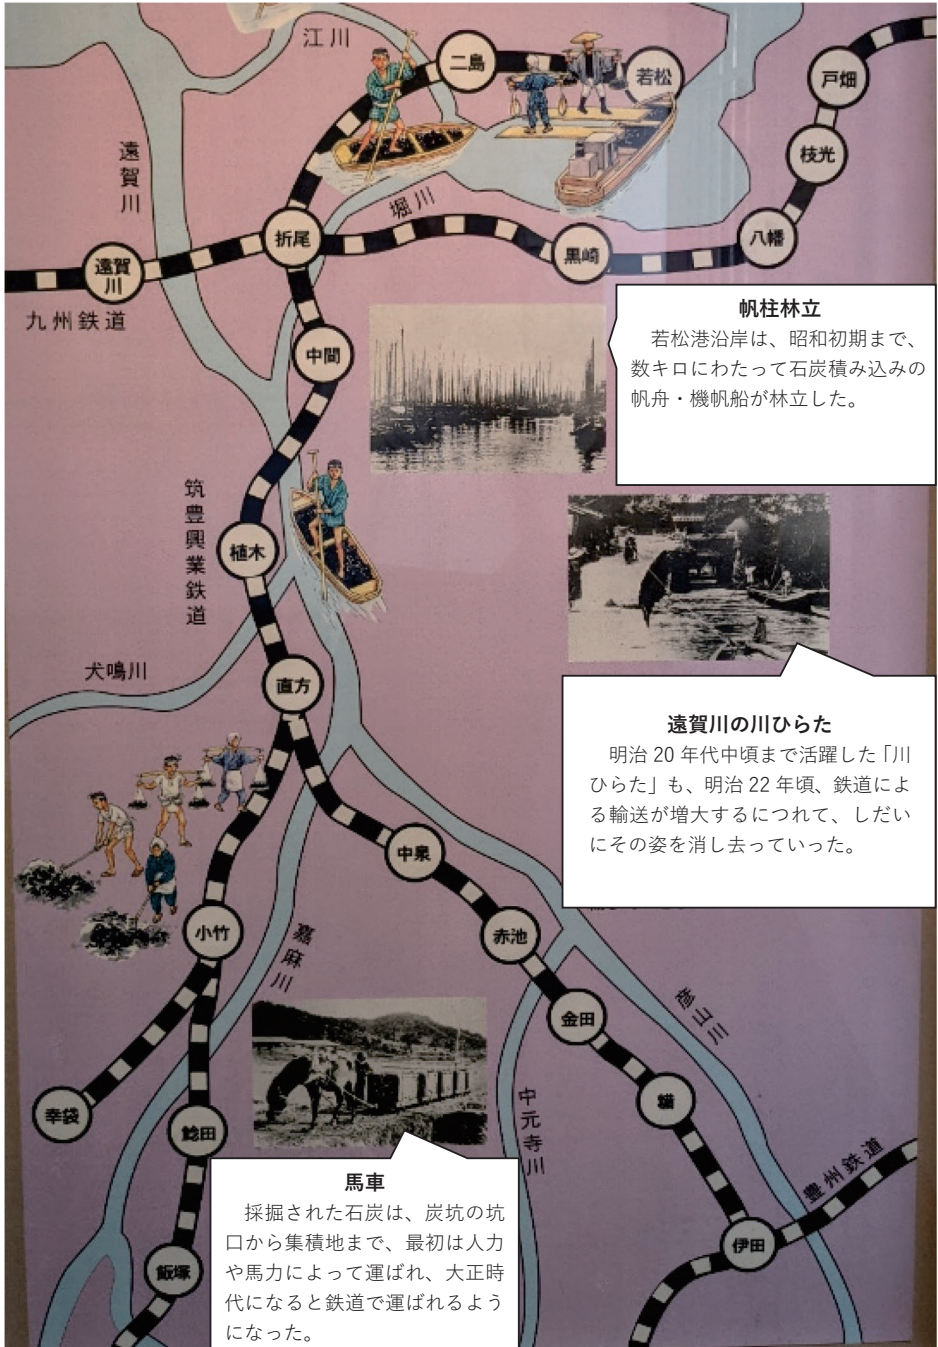 江川
二島
若松
戸畑
枝光
遠賀川
堀川
折尾
黒崎
八幡
遠賀
川
九州鉄道
中間
帆柱林立
若松港沿岸は、昭和初期まで、
数キロにわたって石炭積み込みの
帆舟・機帆船が林立した。
筑豊興業鉄道
植木
犬鳴川
直方
遠賀川の川ひらた
明治 20 年代中頃まで活躍した「川
ひらた」も、明治 22 年頃、鉄道によ
る輸送が増大するにつれて、しだい
にその姿を消し去っていった。
中泉
小竹
赤池
嘉麻川
金田
彦山川
幸袋
鯰田
糒
中元寺川
豊州鉄道
伊田
飯塚
馬車
採掘された石炭は、炭坑の坑
口から集積地まで、最初は人力
や馬力によって運ばれ、大正時
代になると鉄道で運ばれるよう
になった。